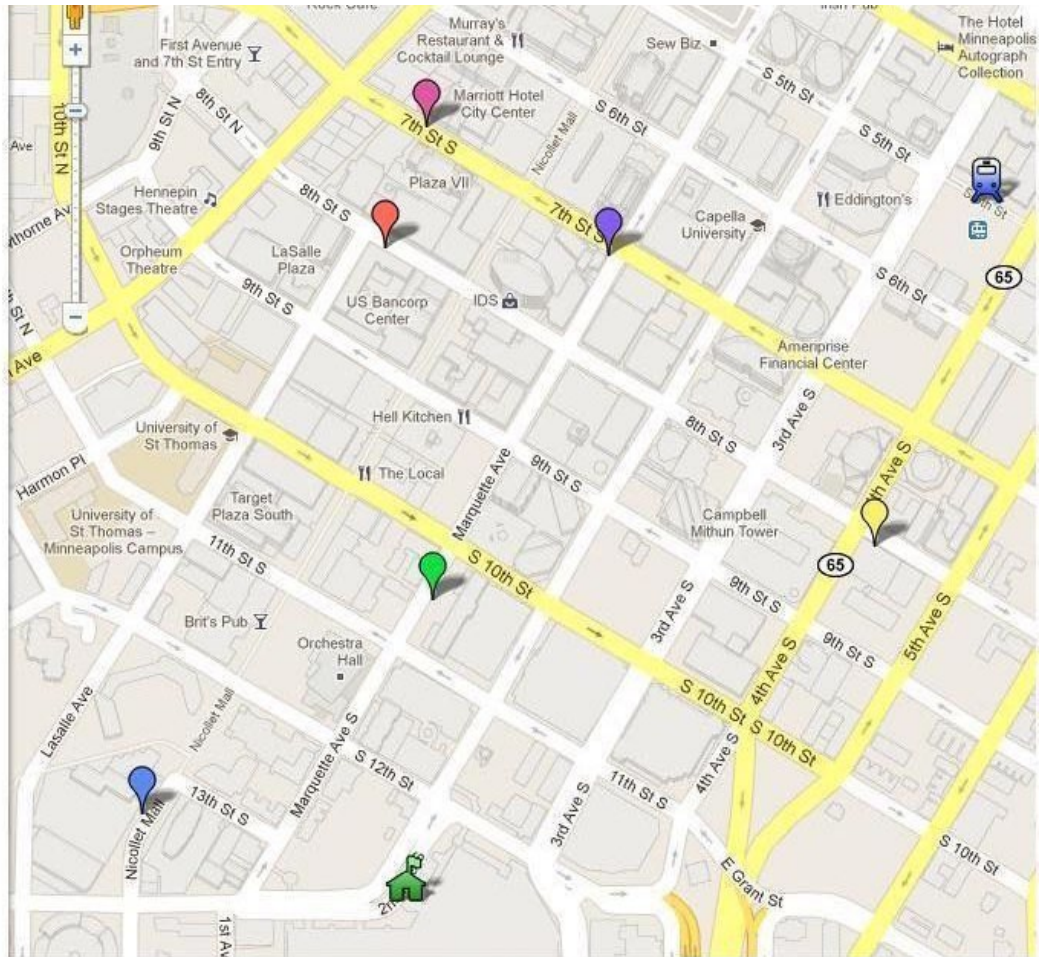 Rock Cafe
Irish Pub
Murray's
Restaurant &
Cocktail Lounge
First Avenue
and 7th St Entry
Sew Biz
The Hotel
Minneapolis
Autograph
Collection
10th St N
9th St N
8th St N
S 5th St
S 6th St
S 5th St
Ave
Marriott Hotel
City Center
7th St S
Nicollet Mall
Plaza VII
Hennepin
Stages Theatre
8th St S
7th St S
Capella
University
Eddington's
Orpheum
Theatre
LaSalle
Plaza
9th St S
US Bancorp
Center
IDS
S 6th St
65
Ave
Ameriprise
Financial Center
Hell Kitchen
University of
St Thomas
8th St S
3rd Ave S
Harmon Pl
The Local
Marquette Ave
9th St S
4th Ave S
Target
Plaza South
University of
St Thomas –
Minneapolis Campus
Campbell
Mithun Tower
11th St S
S 10th St
65
9th St S
Brit's Pub
Orchestra
Hall
3rd Ave S
9th St S
5th Ave S
4th Ave S
Lasalle Ave
Nicollet Mall
S 10th St
S 10th St
Marquette Ave S
S 12th St
4th Ave S
11th St S
13th St S
3rd Ave S
Nicollet Mall
S 10th St
E Grant St
1st Av